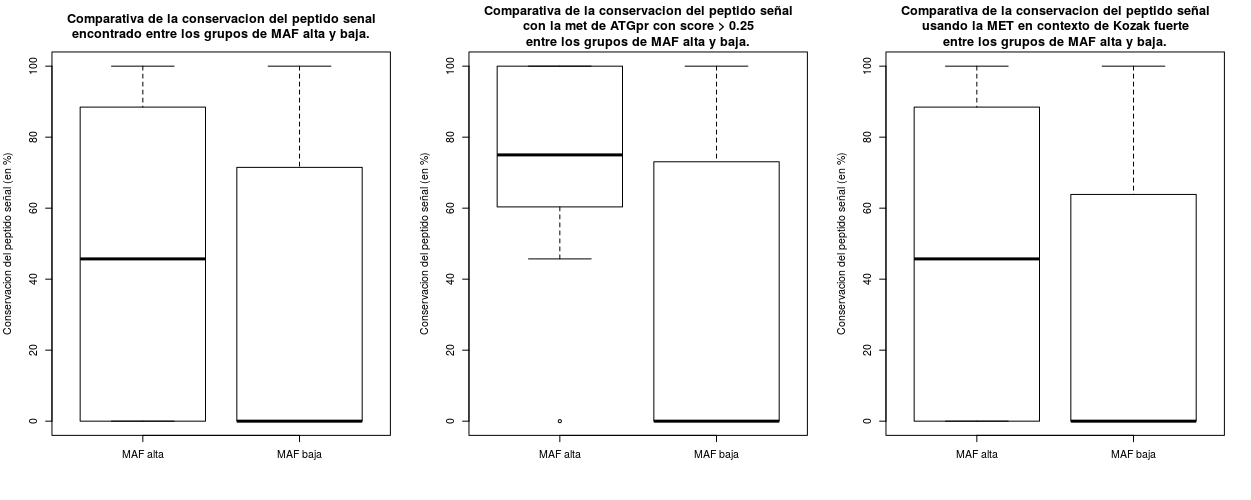 Comparativa de la conservacion del peptido senal
encontrado entre los grupos de MAF alta y baja.
Conservacion del peptido señal (en %)
100
80
60
40
20
0
MAF alta
MAF baja
Comparativa de la conservacion del peptido señal
con la met de ATGpr con score > 0.25
entre los grupos de MAF alta y baja.
Conservacion del peptido señal (en %)
100
80
60
40
20
0
MAF alta
MAF baja
Comparativa de la conservacion del peptido señal
usando la MET en contexto de Kozak fuerte
entre los grupos de MAF alta y baja.
Conservacion del peptido señal (en %)
100
80
60
40
20
0
MAF alta
MAF baja